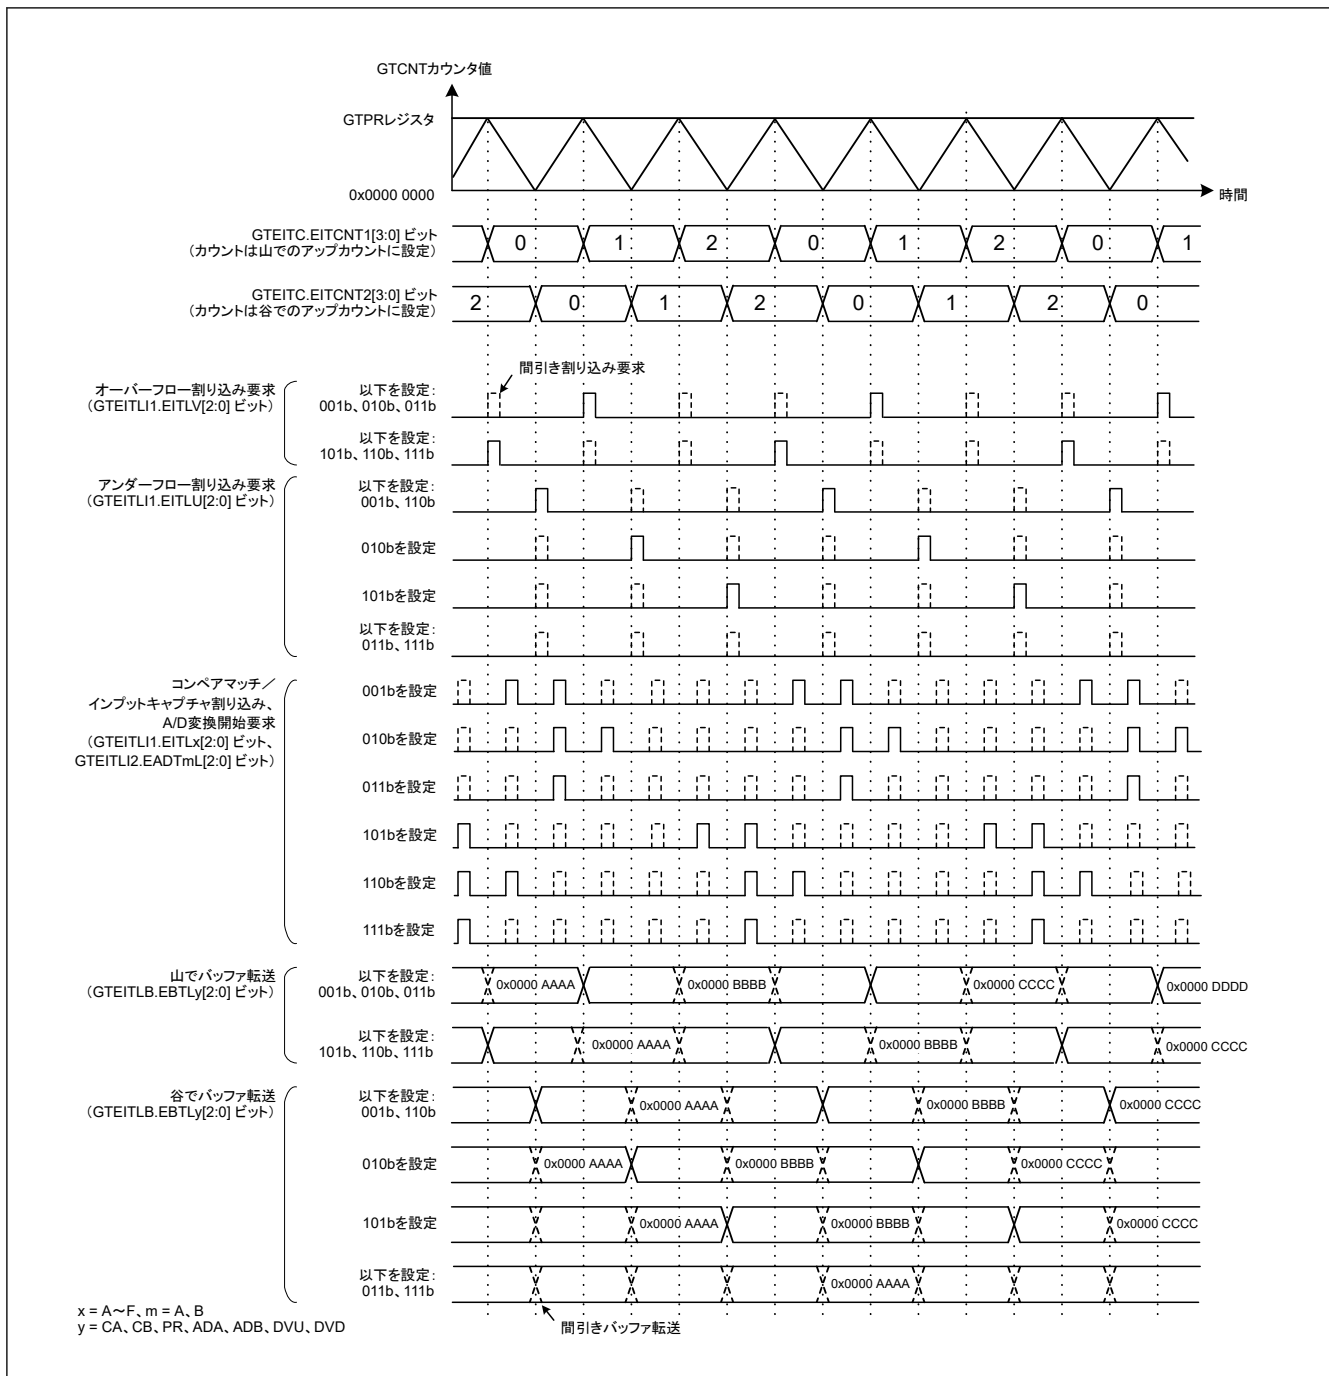 GTCNTカウンタ値
GTPRレジスタ
0x0000 0000
時間
GTEITC.EITCNT1[3:0] ビット
（カウントは山でのアップカウントに設定）
0 1 2 0 1 2 0 1
GTEITC.EITCNT2[3:0] ビット
（カウントは谷でのアップカウントに設定）
2 0 1 2 0 1 2 0
間引き割り込み要求
オーバーフロー割り込み要求
（GTEITLI1.EITLV[2:0] ビット）
以下を設定:
001b、010b、011b
以下を設定:
101b、110b、111b
アンダーフロー割り込み要求
（GTEITLI1.EITLU[2:0] ビット）
以下を設定:
001b、110b
010bを設定
101bを設定
以下を設定:
011b、111b
コンペアマッチ／
インプットキャプチャ割り込み、
A/D変換開始要求
（GTEITLI1.EITLx[2:0] ビット、
GTEITLI2.EADTmL[2:0] ビット）
001bを設定
010bを設定
011bを設定
101bを設定
110bを設定
111bを設定
山でバッファ転送
（GTEITLB.EBTLy[2:0] ビット）
以下を設定:
001b、010b、011b
0x0000 AAAA 0x0000 BBBB 0x0000 CCCC 0x0000 DDDD
以下を設定:
101b、110b、111b
0x0000 AAAA 0x0000 BBBB 0x0000 CCCC
谷でバッファ転送
（GTEITLB.EBTLy[2:0] ビット）
以下を設定:
001b、110b
0x0000 AAAA 0x0000 BBBB 0x0000 CCCC
010bを設定
0x0000 AAAA 0x0000 BBBB 0x0000 CCCC
101bを設定
0x0000 AAAA 0x0000 BBBB 0x0000 CCCC
以下を設定:
011b、111b
0x0000 AAAA
間引きバッファ転送
x = A～F、m = A、B
y = CA、CB、PR、ADA、ADB、DVU、DVD